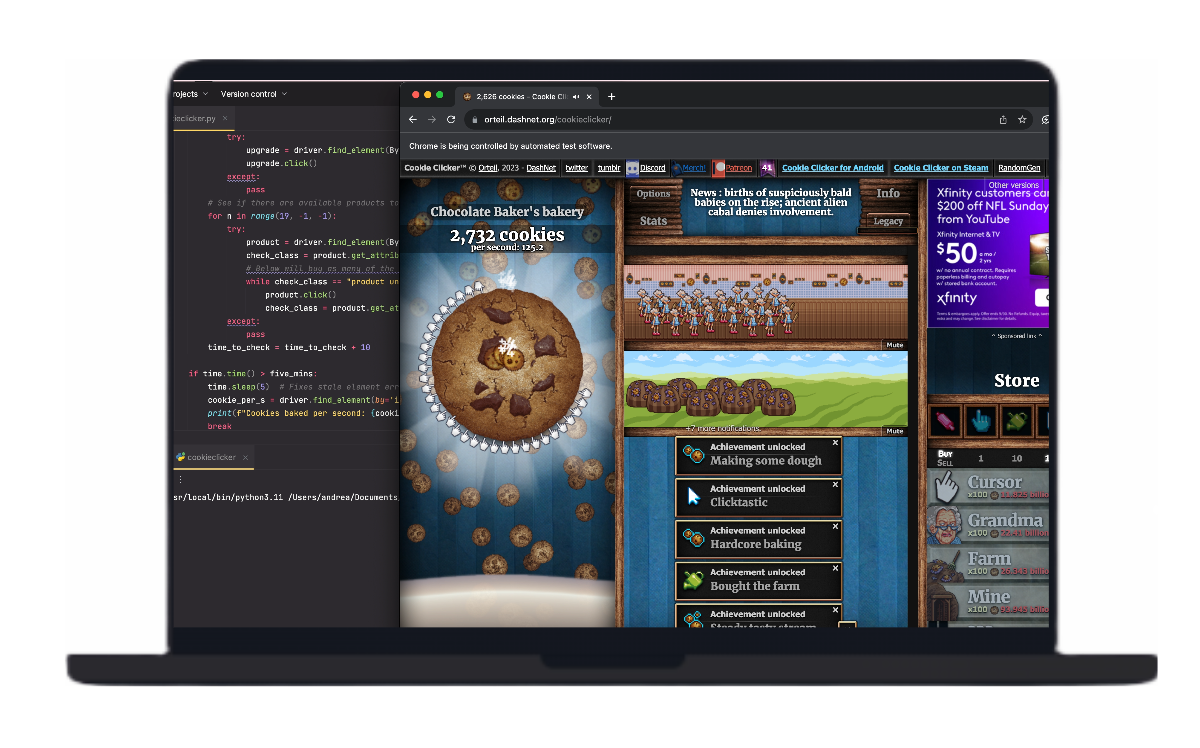 rojects
Version control
kieclicker.py
try:
upgrade = driver.find_element(By
upgrade.click()
except:
pass
# See if there are available products to
for n in range(19, -1, -1):
try:
product = driver.find_element(By
check_class = product.get_attrib
# Below will buy as many of the
while check_class == "product un
product.click()
check_class = product.get_at
except:
pass
time_to_check = time_to_check + 10
if time.time() > five_mins:
time.sleep(5) # Fixes stale element err
cookie_per_s = driver.find_element(by='i
print(f"Cookies baked per second: {cooki
break
cookieclicker
sr/local/bin/python3.11 /Users/andrea/Documents/
2,626 cookies - Cookie Cli
orteil.dashnet.org/cookieclicker/
Chrome is being controlled by automated test software.
Cookie Clicker™ © Orteil, 2023 - DashNet
twitter
tumblr
Discord
Merch!
Patreon
41
Cookie Clicker for Android
Cookie Clicker on Steam
RandomGen
Chocolate Baker's bakery
2,732 cookies
per second: 125.2
Options
Stats
News : births of suspiciously bald
babies on the rise; ancient alien
cabal denies involvement.
Info
Legacy
Mute
Mute
+7 more notifications.
Achievement unlocked
Making some dough
Achievement unlocked
Clicktastic
Achievement unlocked
Hardcore baking
Achievement unlocked
Bought the farm
Achievement unlocked
Steady tasty stream
Other versions
Xfinity customers can
$200 off NFL Sunday
from YouTube
Xfinity Internet & TV
$50 a mo / 2 yrs
w/ no annual contract. Requires
paperless billing and autopay
w/ stored bank account.
xfinity
^ Sponsored link ^
Store
Buy
Sell
1
10
Cursor
x100
Grandma
x100
Farm
x100
Mine
x100